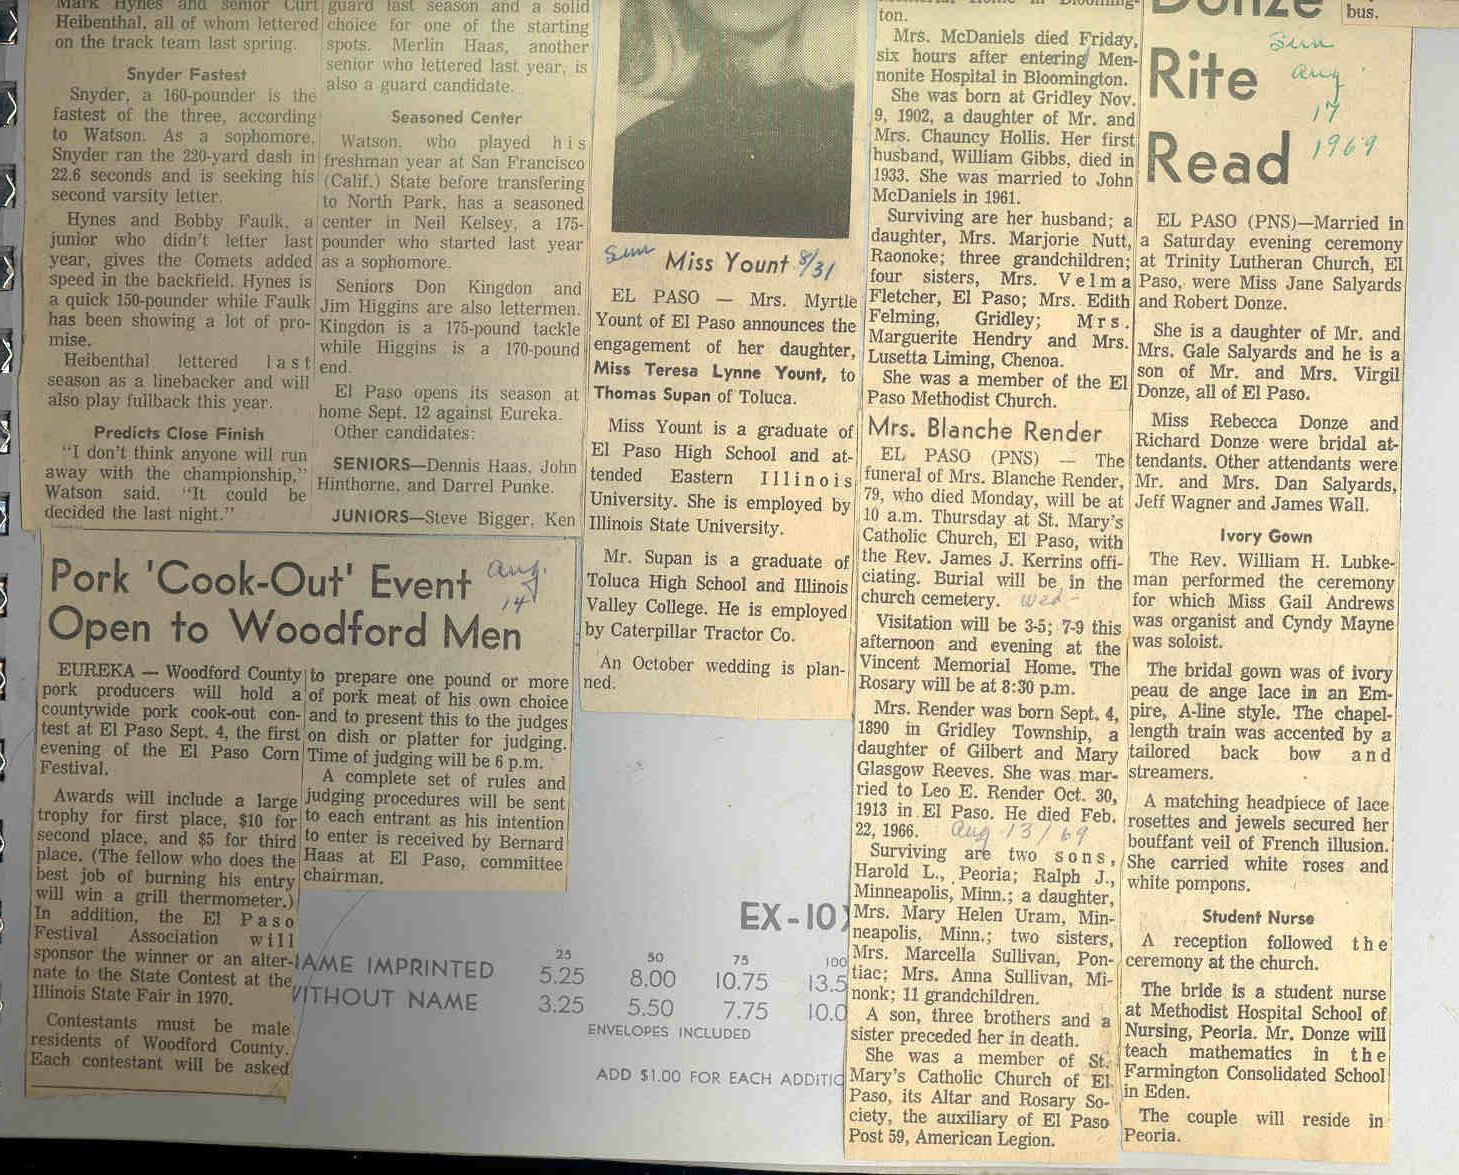 Mark Hynes and senior Curt
Heibenthal, all of whom lettered
on the track team last spring.
Snyder Fastest
Snyder, a 160-pounder is the
fastest of the three, according
to Watson. As a sophomore,
Snyder ran the 220-yard dash in
22.6 seconds and is seeking his
second varsity letter.
Hynes and Bobby Faulk, a
junior who didn't letter last
year, gives the Comets added
speed in the backfield. Hynes is
a quick 150-pounder while Faulk
has been showing a lot of pro-
mise.
Heibenthal lettered last
season as a linebacker and will
also play fullback this year.
Predicts Close Finish
"I don't think anyone will run
away with the championship,"
Watson said. "It could be
decided the last night."
guard last season and a solid
choice for one of the starting
spots. Merlin Haas, another
senior who lettered last year, is
also a guard candidate.
Seasoned Center
Watson, who played his
freshman year at San Francisco
(Calif.) State before transfering
to North Park, has a seasoned
center in Neil Kelsey, a 175-
pounder who started last year
as a sophomore.
Seniors Don Kingdon and
Jim Higgins are also lettermen.
Kingdon is a 175-pound tackle
while Higgins is a 170-pound
end.
El Paso opens its season at
home Sept. 12 against Eureka.
Other candidates:
SENIORS—Dennis Haas, John
Hinthorne, and Darrel Punke.
JUNIORS—Steve Bigger, Ken
Pork 'Cook-Out' Event
Open to Woodford Men
Aug.
14
EUREKA — Woodford County
pork producers will hold a
countywide pork cook-out con-
test at El Paso Sept. 4, the first
evening of the El Paso Corn
Festival.
Awards will include a large
trophy for first place, $10 for
second place, and $5 for third
place. (The fellow who does the
best job of burning his entry
will win a grill thermometer.)
In addition, the El Paso
Festival Association will
sponsor the winner or an alter-
nate to the State Contest at the
Illinois State Fair in 1970.
Contestants must be male
residents of Woodford County.
Each contestant will be asked
to prepare one pound or more
of pork meat of his own choice
and to present this to the judges
on dish or platter for judging.
Time of judging will be 6 p.m.
A complete set of rules and
judging procedures will be sent
to each entrant as his intention
to enter is received by Bernard
Haas at El Paso, committee
chairman.
Sun
Miss Yount 8/31
EL PASO — Mrs. Myrtle
Yount of El Paso announces the
engagement of her daughter,
Miss Teresa Lynne Yount, to
Thomas Supan of Toluca.
Miss Yount is a graduate of
El Paso High School and at-
tended Eastern Illinois
University. She is employed by
Illinois State University.
Mr. Supan is a graduate of
Toluca High School and Illinois
Valley College. He is employed
by Caterpillar Tractor Co.
An October wedding is plan-
ned.
EX-10
25 50 75 100
NAME IMPRINTED 5.25 8.00 10.75 13.5
WITHOUT NAME 3.25 5.50 7.75 10.0
ENVELOPES INCLUDED
ADD $1.00 FOR EACH ADDITIO
ton.
Mrs. McDaniels died Friday,
six hours after entering Men-
nonite Hospital in Bloomington.
She was born at Gridley Nov.
9, 1902, a daughter of Mr. and
Mrs. Chauncy Hollis. Her first
husband, William Gibbs, died in
1933. She was married to John
McDaniels in 1961.
Surviving are her husband; a
daughter, Mrs. Marjorie Nutt,
Raonoke; three grandchildren;
four sisters, Mrs. Velma
Fletcher, El Paso; Mrs. Edith
Felming, Gridley; Mrs.
Marguerite Hendry and Mrs.
Lusetta Liming, Chenoa.
She was a member of the El
Paso Methodist Church.
Mrs. Blanche Render
EL PASO (PNS) — The
funeral of Mrs. Blanche Render,
79, who died Monday, will be at
10 a.m. Thursday at St. Mary's
Catholic Church, El Paso, with
the Rev. James J. Kerrins offi-
ciating. Burial will be in the
church cemetery. Wed-
Visitation will be 3-5; 7-9 this
afternoon and evening at the
Vincent Memorial Home. The
Rosary will be at 8:30 p.m.
Mrs. Render was born Sept. 4,
1890 in Gridley Township, a
daughter of Gilbert and Mary
Glasgow Reeves. She was mar-
ried to Leo E. Render Oct. 30,
1913 in El Paso. He died Feb.
22, 1966. Aug 13/69
Surviving are two sons,
Harold L., Peoria; Ralph J.,
Minneapolis, Minn.; a daughter,
Mrs. Mary Helen Uram, Min-
neapolis, Minn.; two sisters,
Mrs. Marcella Sullivan, Pon-
tiac; Mrs. Anna Sullivan, Mi-
nonk; 11 grandchildren.
A son, three brothers and a
sister preceded her in death.
She was a member of St.
Mary's Catholic Church of El
Paso, its Altar and Rosary So-
ciety, the auxiliary of El Paso
Post 59, American Legion.
bus.
Donze
Rite
Read
Sun
Aug
17
1969
EL PASO (PNS)—Married in
a Saturday evening ceremony
at Trinity Lutheran Church, El
Paso, were Miss Jane Salyards
and Robert Donze.
She is a daughter of Mr. and
Mrs. Gale Salyards and he is a
son of Mr. and Mrs. Virgil
Donze, all of El Paso.
Miss Rebecca Donze and
Richard Donze were bridal at-
tendants. Other attendants were
Mr. and Mrs. Dan Salyards,
Jeff Wagner and James Wall.
Ivory Gown
The Rev. William H. Lubke-
man performed the ceremony
for which Miss Gail Andrews
was organist and Cyndy Mayne
was soloist.
The bridal gown was of ivory
peau de ange lace in an Em-
pire, A-line style. The chapel-
length train was accented by a
tailored back bow and
streamers.
A matching headpiece of lace
rosettes and jewels secured her
bouffant veil of French illusion.
She carried white roses and
white pompons.
Student Nurse
A reception followed the
ceremony at the church.
The bride is a student nurse
at Methodist Hospital School of
Nursing, Peoria. Mr. Donze will
teach mathematics in the
Farmington Consolidated School
in Eden.
The couple will reside in
Peoria.